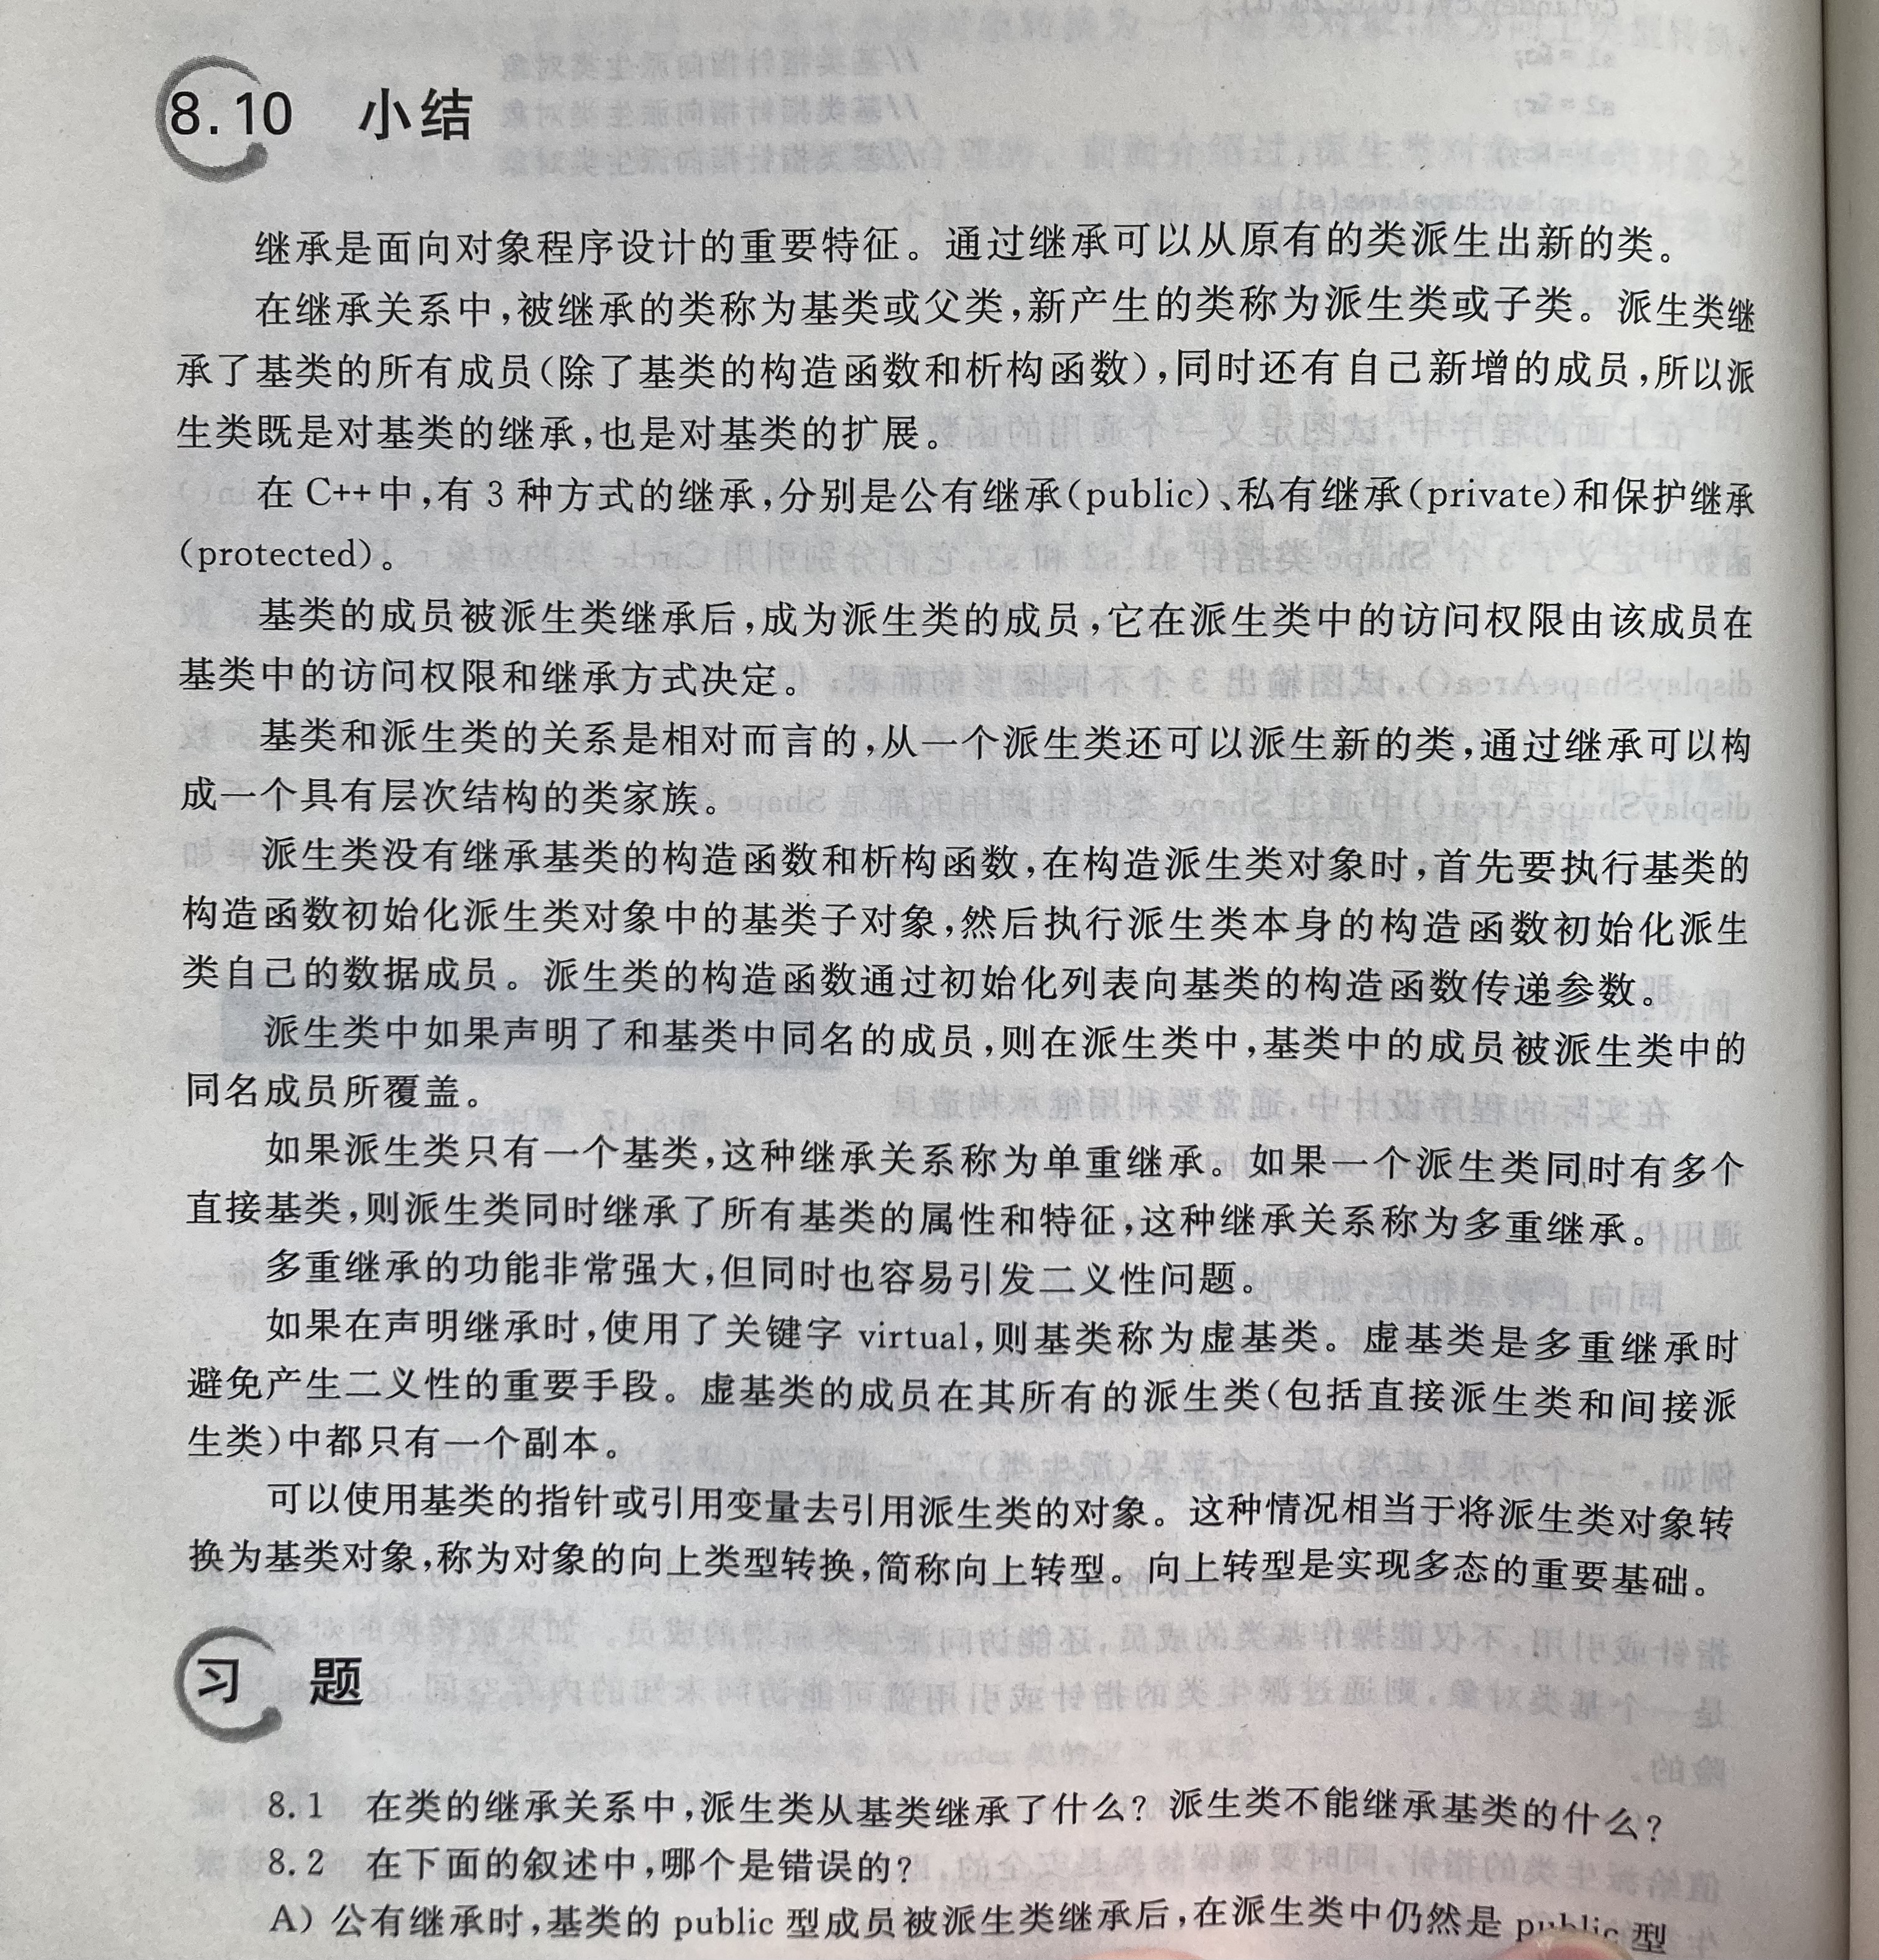 8.10 小结
继承是面向对象程序设计的重要特征。通过继承可以从原有的类派生出新的类。
在继承关系中,被继承的类称为基类或父类,新产生的类称为派生类或子类。派生类继
承了基类的所有成员(除了基类的构造函数和析构函数),同时还有自己新增的成员,所以派
生类既是对基类的继承,也是对基类的扩展。
在 C++中,有 3 种方式的继承,分别是公有继承(public)、私有继承(private)和保护继承
(protected)。
基类的成员被派生类继承后,成为派生类的成员,它在派生类中的访问权限由该成员在
基类中的访问权限和继承方式决定。
基类和派生类的关系是相对而言的,从一个派生类还可以派生新的类,通过继承可以构
成一个具有层次结构的类家族。
派生类没有继承基类的构造函数和析构函数,在构造派生类对象时,首先要执行基类的
构造函数初始化派生类对象中的基类子对象,然后执行派生类本身的构造函数初始化派生
类自己的数据成员。派生类的构造函数通过初始化列表向基类的构造函数传递参数。
派生类中如果声明了和基类中同名的成员,则在派生类中,基类中的成员被派生类中的
同名成员所覆盖。
如果派生类只有一个基类,这种继承关系称为单重继承。如果一个派生类同时有多个
直接基类,则派生类同时继承了所有基类的属性和特征,这种继承关系称为多重继承。
多重继承的功能非常强大,但同时也容易引发二义性问题。
如果在声明继承时,使用了关键字 virtual,则基类称为虚基类。虚基类是多重继承时
避免产生二义性的重要手段。虚基类的成员在其所有的派生类(包括直接派生类和间接派
生类)中都只有一个副本。
可以使用基类的指针或引用变量去引用派生类的对象。这种情况相当于将派生类对象转
换为基类对象,称为对象的向上类型转换,简称向上转型。向上转型是实现多态的重要基础。
习 题
8.1 在类的继承关系中,派生类从基类继承了什么? 派生类不能继承基类的什么?
8.2 在下面的叙述中,哪个是错误的?
A) 公有继承时,基类的 public 型成员被派生类继承后,在派生类中仍然是 public 型